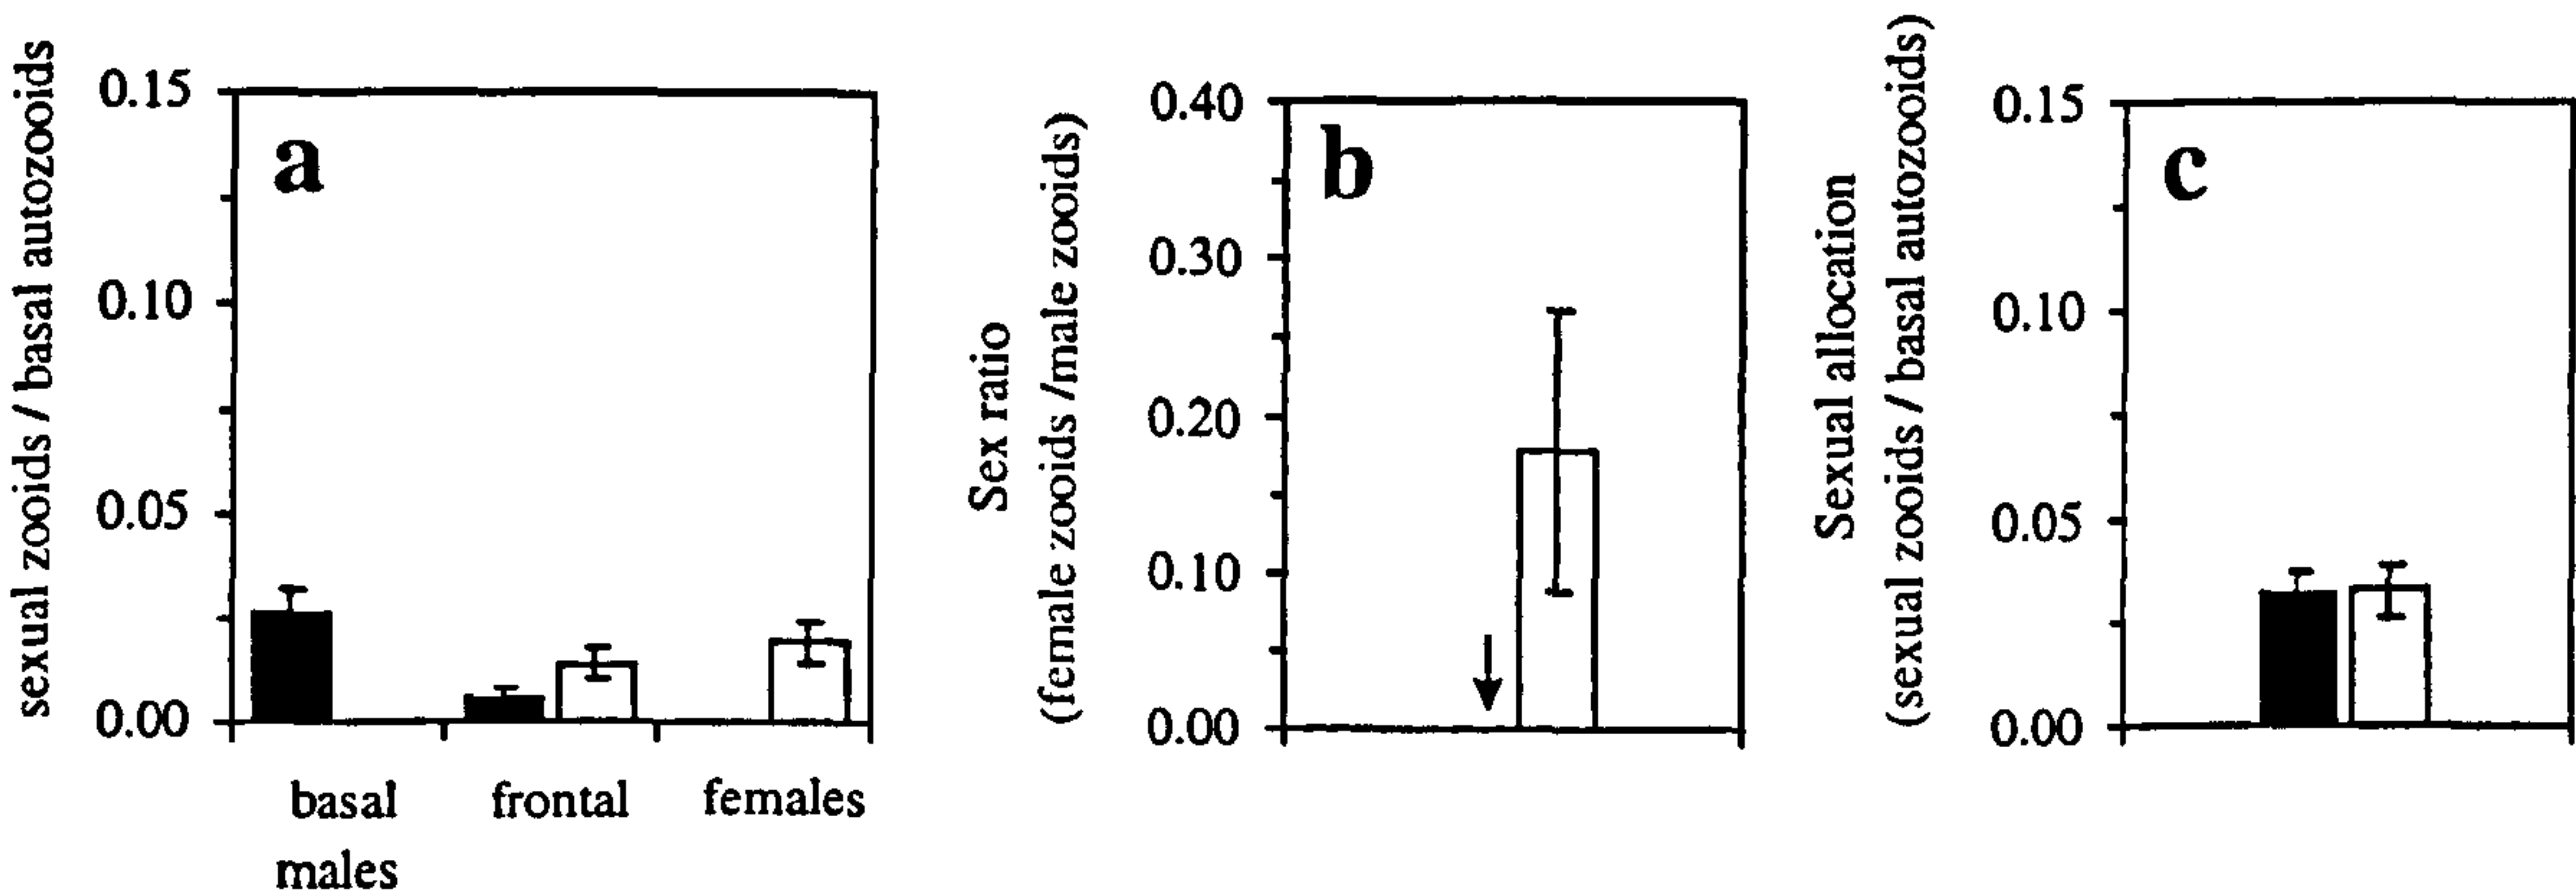 sexual zooids / basal autozooids
0.15
0.10
0.05
0.00
a
basal
males
frontal
females
Sex ratio
(female zooids /male zooids)
0.40
0.30
0.20
0.10
0.00
b
Sexual allocation
(sexual zooids / basal autozooids)
0.15
0.10
0.05
0.00
c